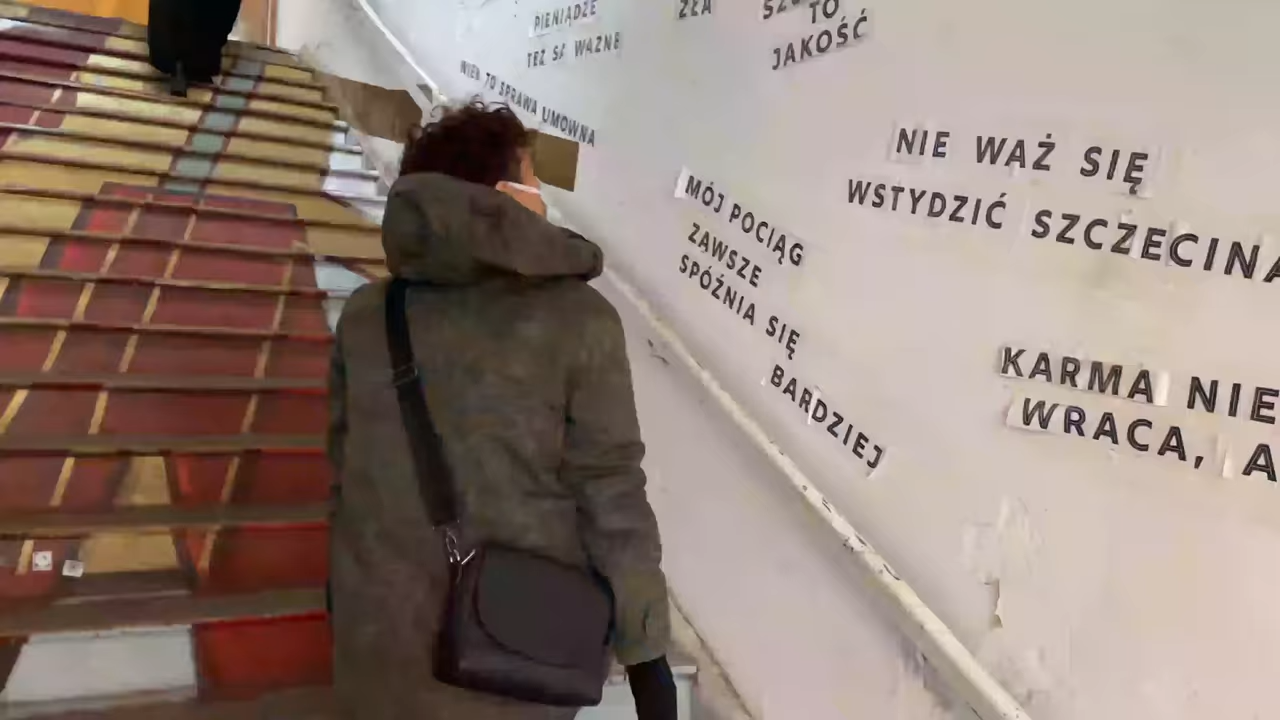 PIENIĄDZE
TEŻ SĄ WAŻNE
TO SPRAWA UMOWNA
ZŁA
TO
JAKOŚĆ
NIE WAŻ SIĘ
WSTYDZIĆ SZCZECINA
MÓJ POCIĄG
ZAWSZE
SPÓŹNIA SIĘ
BARDZIEJ
KARMA NIE
WRACA, A